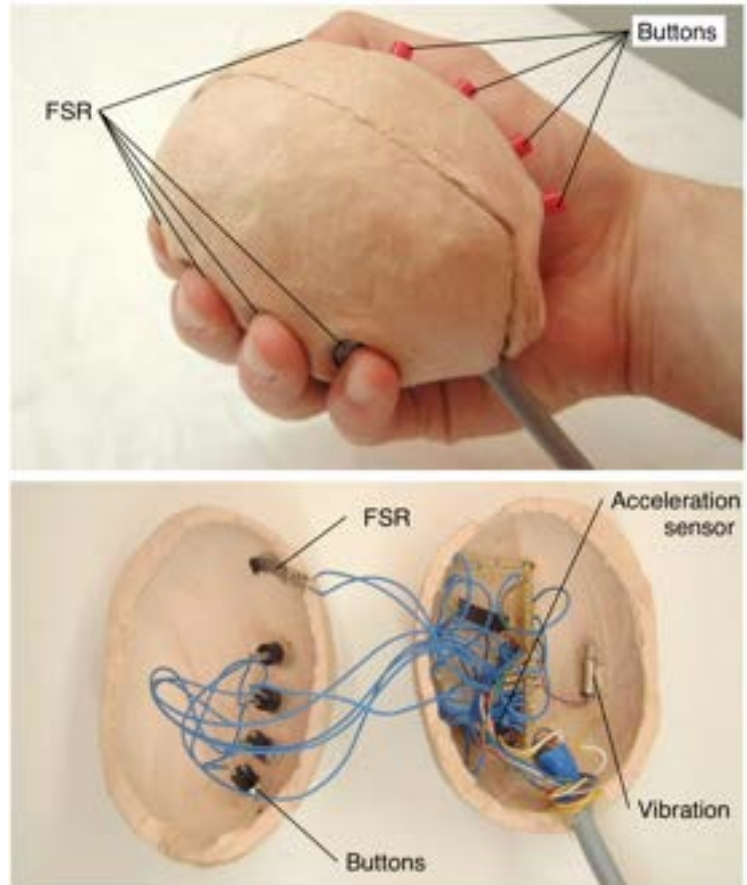 Buttons
FSR
FSR
Acceleration
sensor
Vibration
Buttons